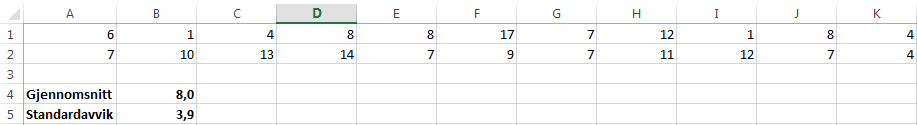 A B C D E F G H I J K
1 6 1 4 8 8 17 7 12 1 8 4
2 7 10 13 14 7 9 7 11 12 7 4
3
4 Gjennomsnitt 8,0
5 Standardavvik 3,9